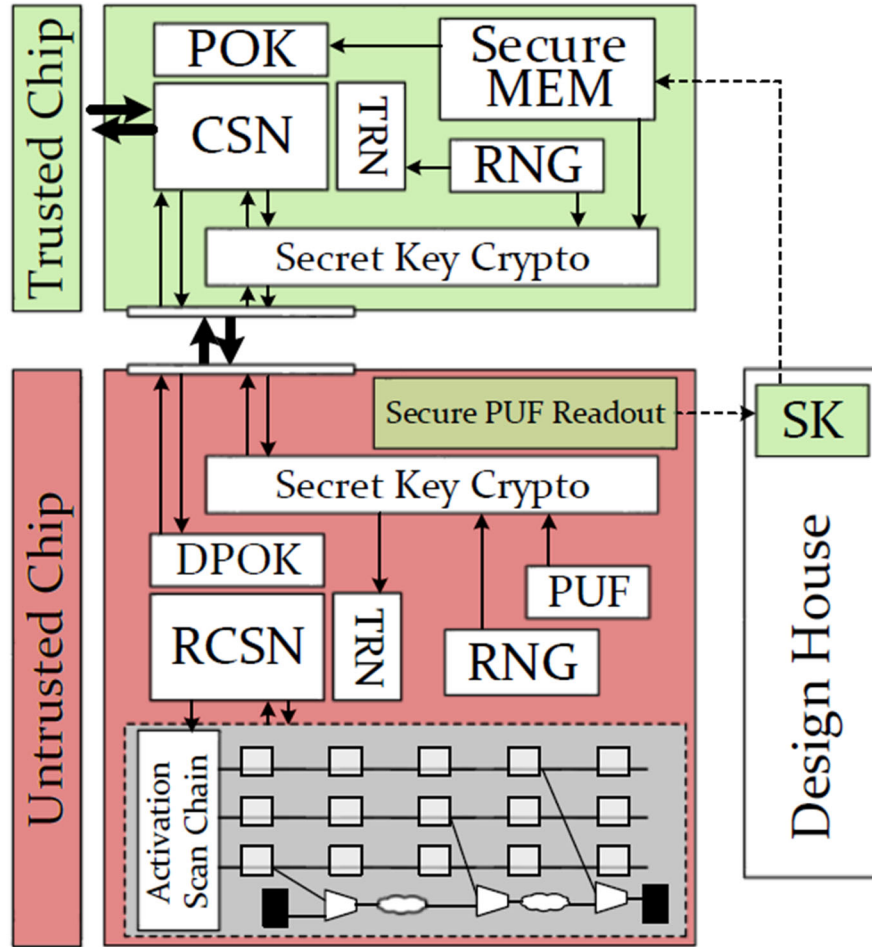 Trusted Chip
POK
Secure
MEM
CSN
TRN
RNG
Secret Key Crypto
Untrusted Chip
Secure PUF Readout
SK
Secret Key Crypto
Design House
DPOK
PUF
RCSN
TRN
RNG
Activation
Scan Chain